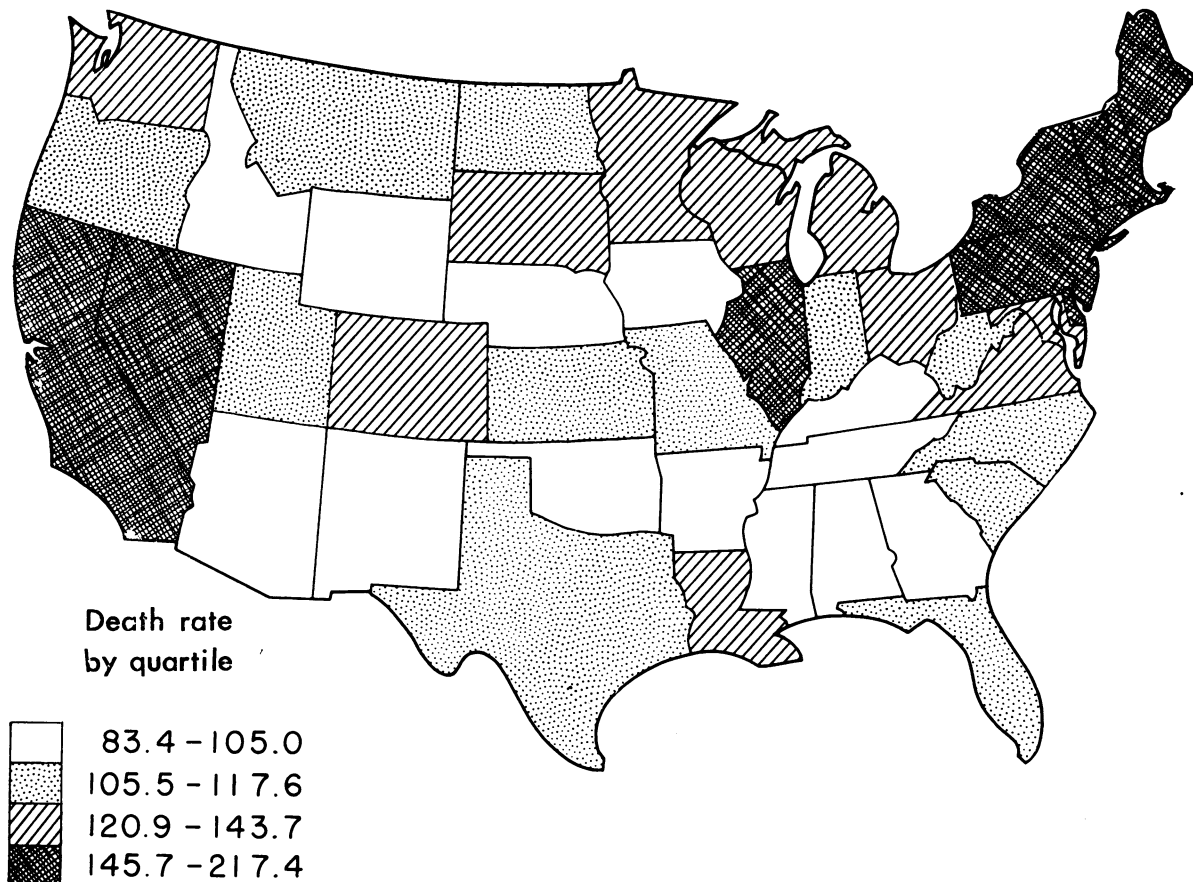 Death rate
by quartile
83.4 - 105.0
105.5 - 117.6
120.9 - 143.7
145.7 - 217.4